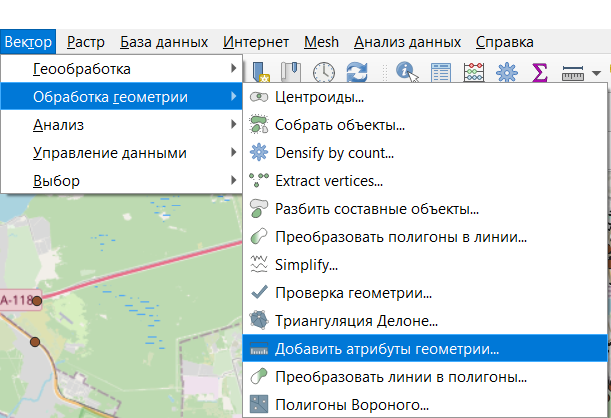 Вектор Растр База данных Интернет Mesh Анализ данных Справка
Геообработка
Обработка геометрии
Анализ
Управление данными
Выбор
Центроиды...
Собрать объекты...
Densify by count...
Extract vertices...
Разбить составные объекты...
Преобразовать полигоны в линии...
Simplify...
Проверка геометрии...
Триангуляция Делоне...
Добавить атрибуты геометрии...
Преобразовать линии в полигоны...
Полигоны Вороного...
А-118